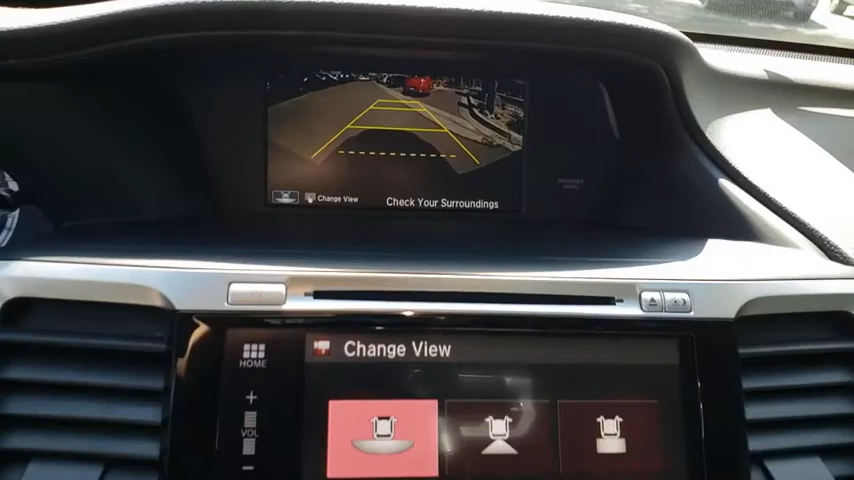 Change View
Check Your Surroundings
Change View
HOME
+
VOL
−